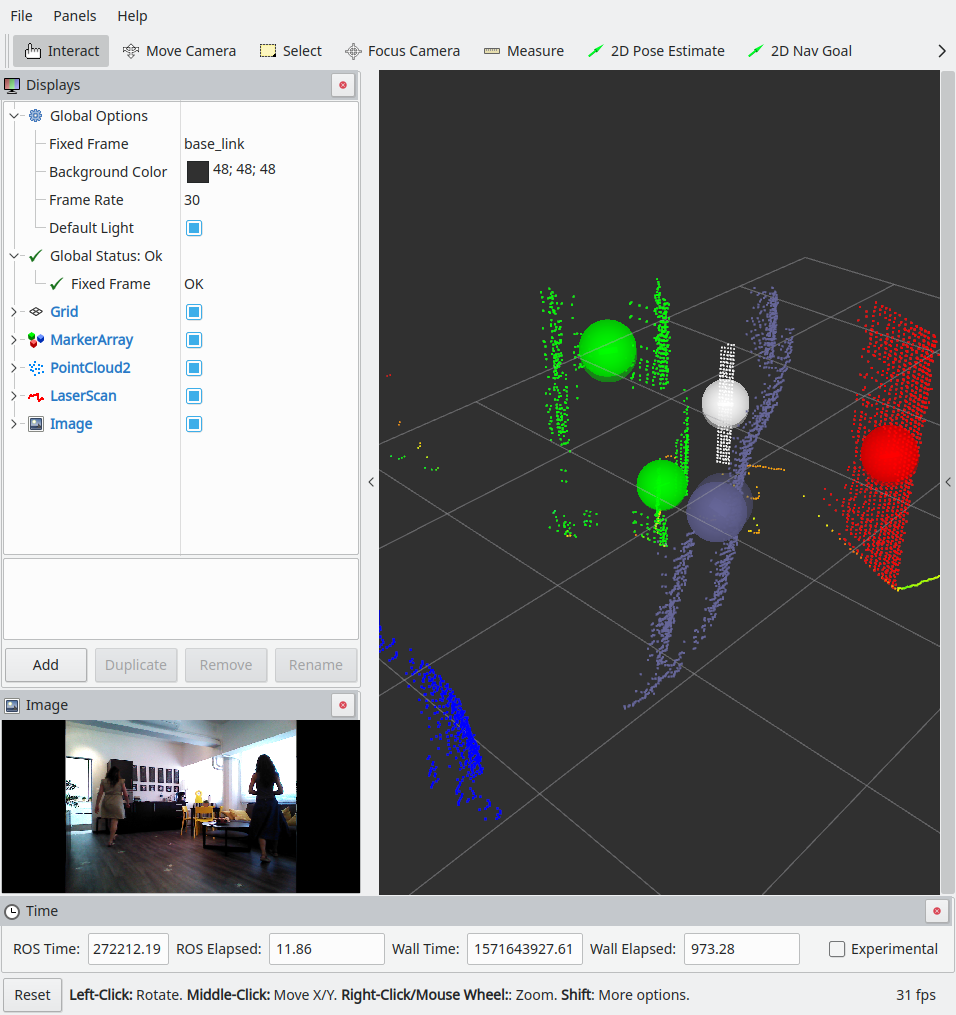 File Panels Help
Interact Move Camera Select Focus Camera Measure 2D Pose Estimate 2D Nav Goal
Displays
Global Options
Fixed Frame base_link
Background Color 48; 48; 48
Frame Rate 30
Default Light
Global Status: Ok
Fixed Frame OK
Grid
MarkerArray
PointCloud2
LaserScan
Image
Add Duplicate Remove Rename
Image
Time
ROS Time: 272212.19 ROS Elapsed: 11.86 Wall Time: 1571643927.61 Wall Elapsed: 973.28 Experimental
Reset Left-Click: Rotate. Middle-Click: Move X/Y. Right-Click/Mouse Wheel:: Zoom. Shift: More options. 31 fps